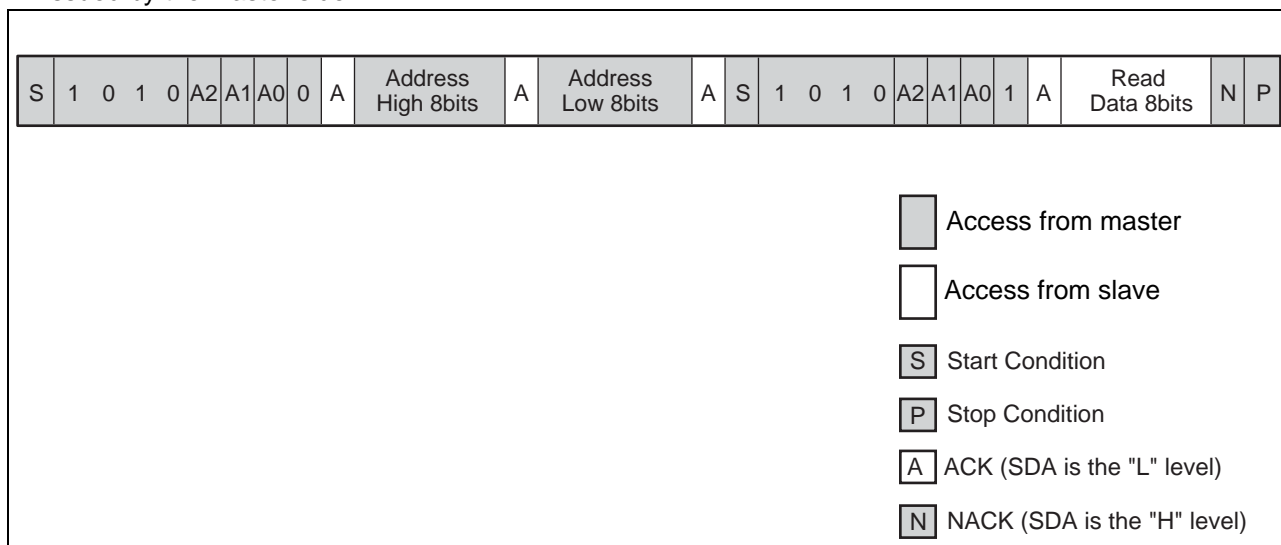 S 1 0 1 0 A2 A1 A0 0 A Address High 8bits A Address Low 8bits A S 1 0 1 0 A2 A1 A0 1 A Read Data 8bits N P
Access from master
Access from slave
S Start Condition
P Stop Condition
A ACK (SDA is the "L" level)
N NACK (SDA is the "H" level)